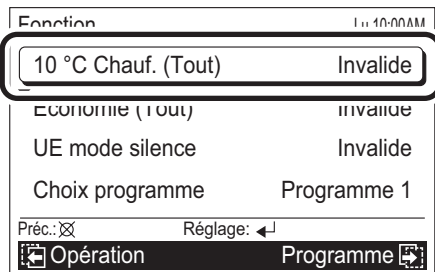 Fonction Lu 10:00AM
10 °C Chauf. (Tout) Invalide
Economie (Tout) Invalide
UE mode silence Invalide
Choix programme Programme 1
Préc.: Réglage:
Opération Programme